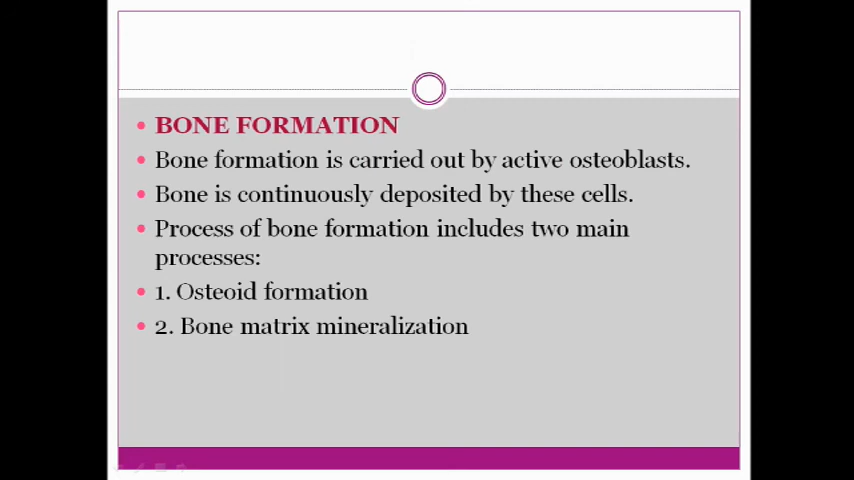 BONE FORMATION
Bone formation is carried out by active osteoblasts.
Bone is continuously deposited by these cells.
Process of bone formation includes two main
processes:
1. Osteoid formation
2. Bone matrix mineralization